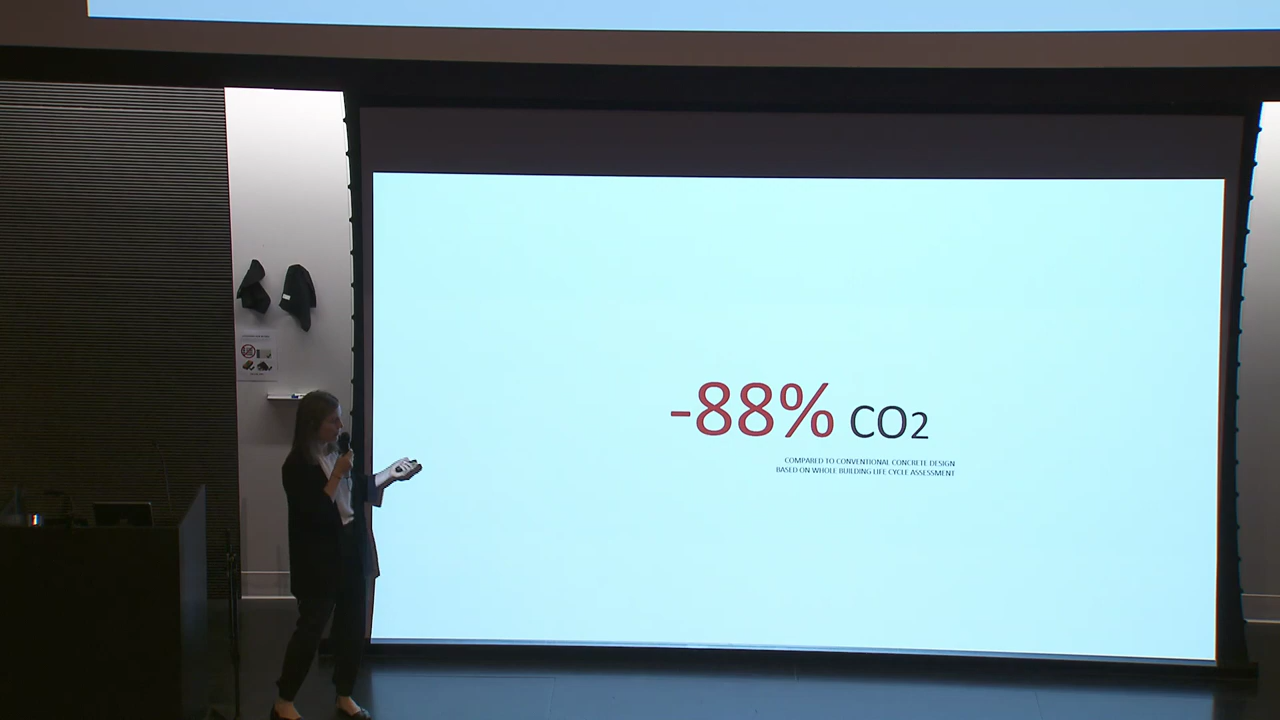 -88% CO2
COMPARED TO CONVENTIONAL CONCRETE DESIGN
BASED ON WHOLE BUILDING LIFE CYCLE ASSESSMENT